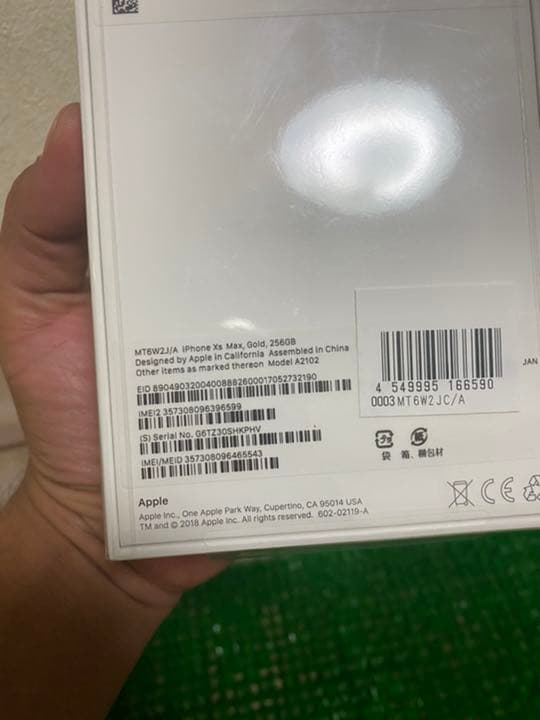 MT6W2J/A iPhone Xs Max, Gold, 256GB
Designed by Apple in California Assembled in China
Other items as marked thereon Model A2102
EID 89049032004008882600017052732190
IMEI2 357308096396599
(S) Serial No. G6TZ30SHKPHV
IMEI/MEID 357308096465543
4 549995 166590
0003MT6W2JC/A
JAN
袋 箱、梱包材
Apple
Apple Inc., One Apple Park Way, Cupertino, CA 95014 USA
TM and © 2018 Apple Inc. All rights reserved. 602-02119-A
CE